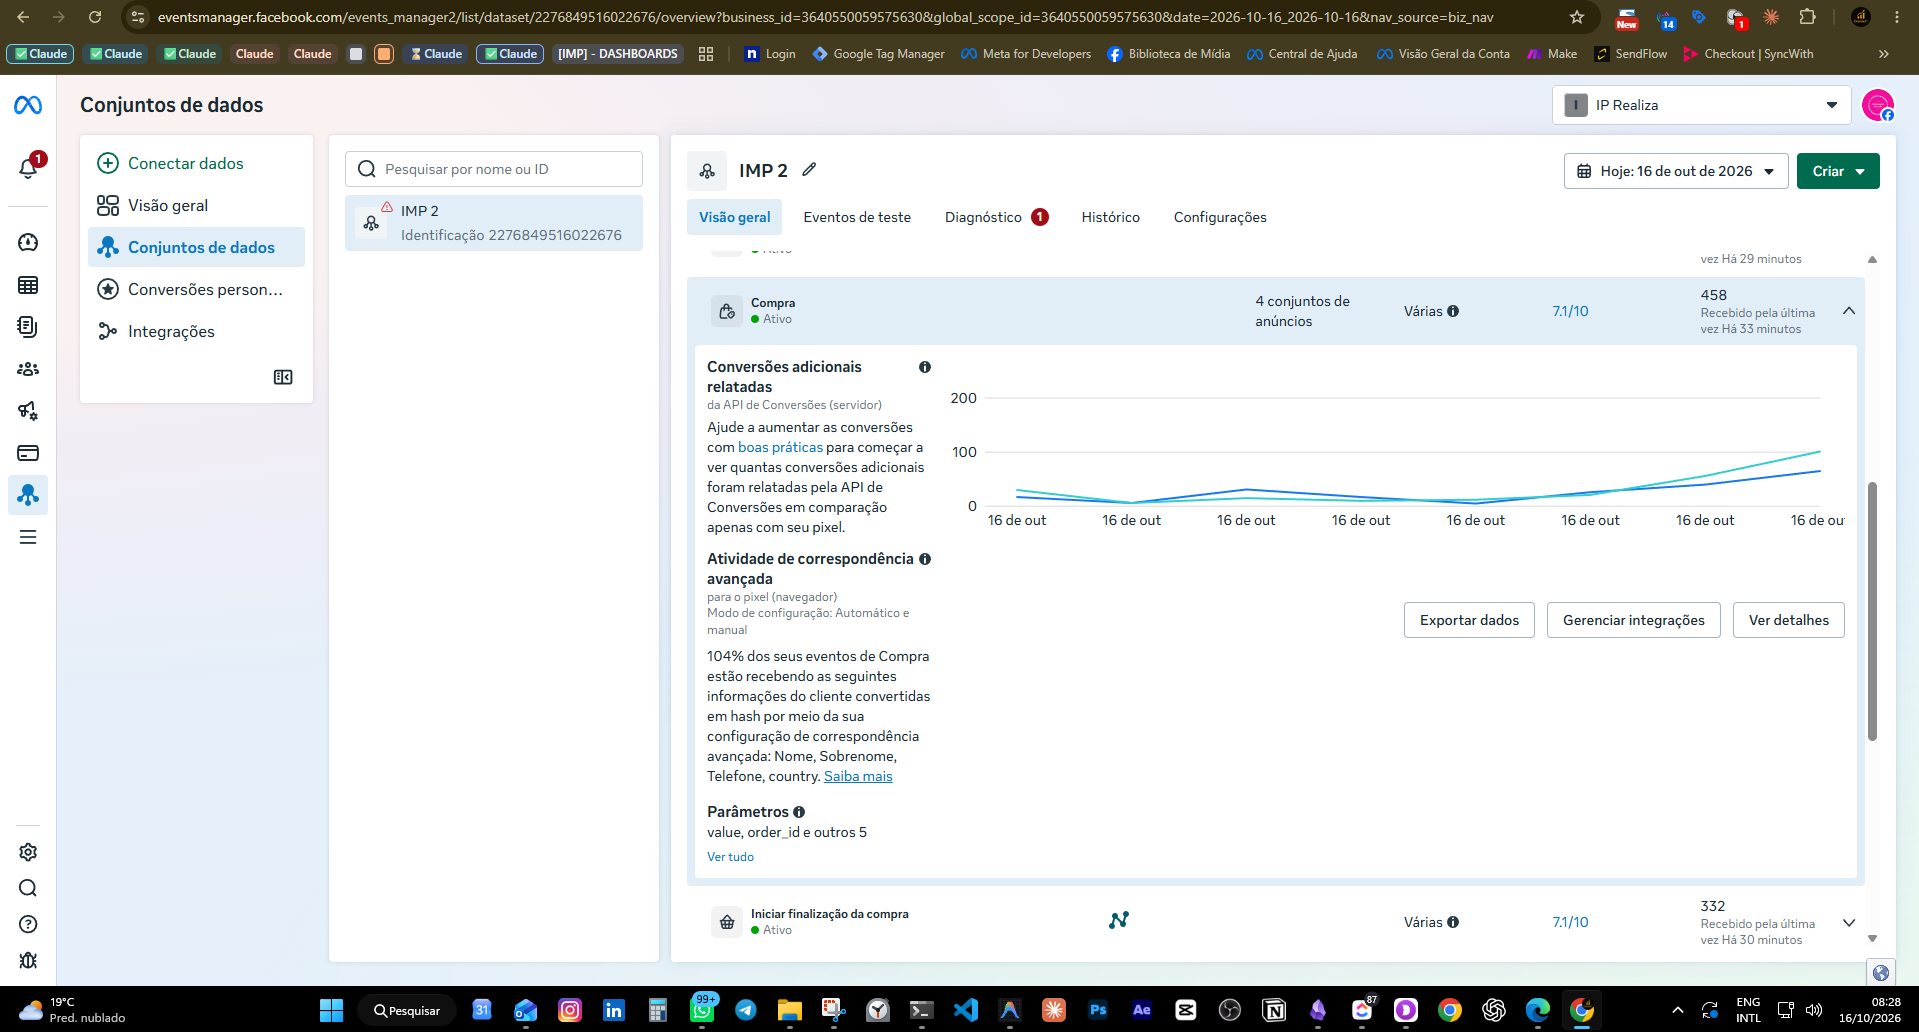 eventsmanager.facebook.com/events_manager2/list/dataset/2276849516022676/overview?business_id=3640550059575630&global_scope_id=3640550059575630&date=2026-10-16_2026-10-16&nav_source=biz_nav
New
14
1
Claude
Claude
Claude
Claude
Claude
Claude
Claude
[IMP] - DASHBOARDS
Login
Google Tag Manager
Meta for Developers
Biblioteca de Mídia
Central de Ajuda
Visão Geral da Conta
Make
SendFlow
Checkout | SyncWith
Conjuntos de dados
I
IP Realiza
1
Conectar dados
Visão geral
Conjuntos de dados
Conversões person...
Integrações
Pesquisar por nome ou ID
IMP 2
Identificação 2276849516022676
IMP 2
Hoje: 16 de out de 2026
Criar
Visão geral
Eventos de teste
Diagnóstico
1
Histórico
Configurações
Ativo
vez Há 29 minutos
Compra
Ativo
4 conjuntos de
anúncios
Várias
7.1/10
458
Recebido pela última
vez Há 33 minutos
Conversões adicionais
relatadas
da API de Conversões (servidor)
Ajude a aumentar as conversões
com boas práticas para começar a
ver quantas conversões adicionais
foram relatadas pela API de
Conversões em comparação
apenas com seu pixel.
Atividade de correspondência
avançada
para o pixel (navegador)
Modo de configuração: Automático e
manual
104% dos seus eventos de Compra
estão recebendo as seguintes
informações do cliente convertidas
em hash por meio da sua
configuração de correspondência
avançada: Nome, Sobrenome,
Telefone, country. Saiba mais
Parâmetros
value, order_id e outros 5
Ver tudo
200
100
0
16 de out
16 de out
16 de out
16 de out
16 de out
16 de out
16 de out
16 de ou
Exportar dados
Gerenciar integrações
Ver detalhes
Iniciar finalização da compra
Ativo
Várias
7.1/10
332
Recebido pela última
vez Há 30 minutos
19°C
Pred. nublado
Pesquisar
31
99+
Ps
Ae
87
ENG
INTL
08:28
16/10/2026